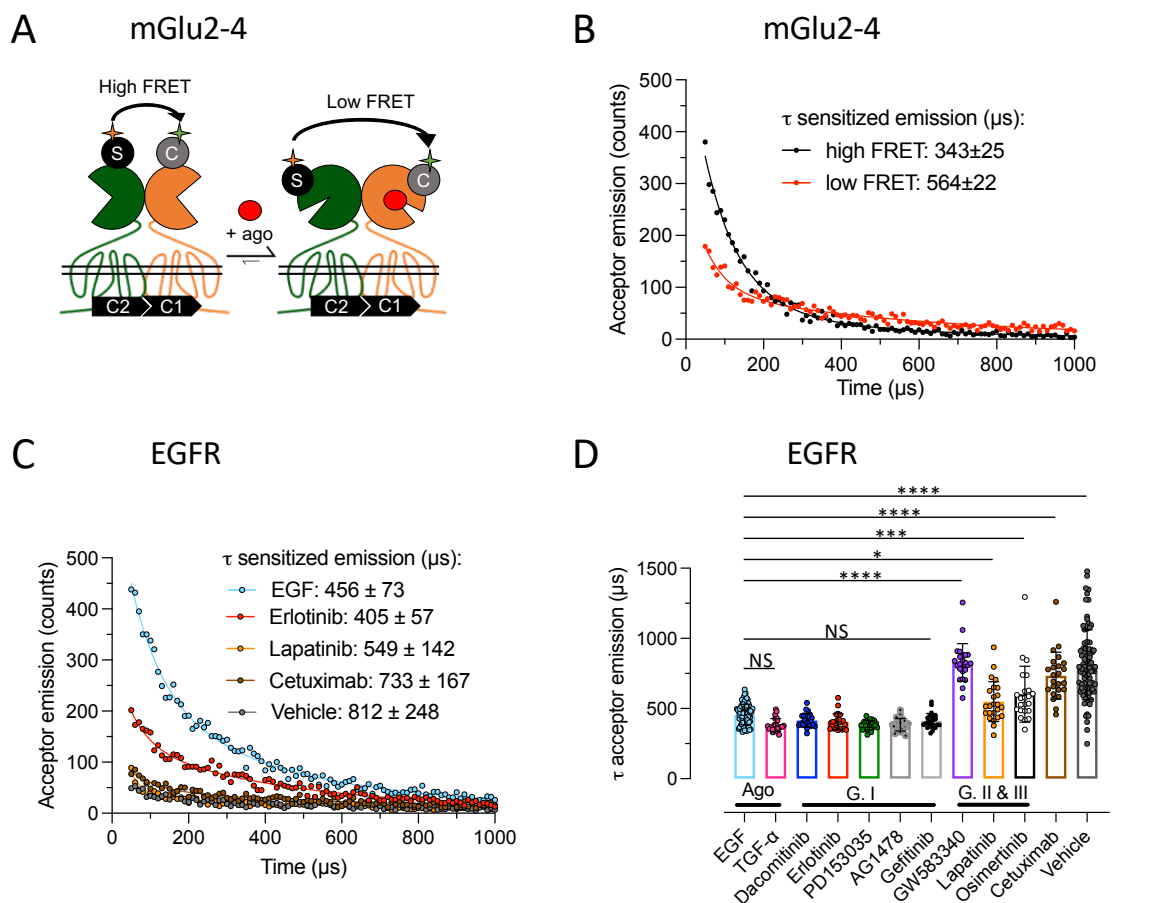 A
mGlu2-4
High FRET
Low FRET
S
C
S
C
+ ago
C2
C1
C2
C1
B
mGlu2-4
Acceptor emission (counts)
500
400
300
200
100
0
τ sensitized emission (µs):
high FRET: 343±25
low FRET: 564±22
0
200
400
600
800
1000
Time (µs)
C
EGFR
Acceptor emission (counts)
500
400
300
200
100
0
τ sensitized emission (µs):
EGF: 456 ± 73
Erlotinib: 405 ± 57
Lapatinib: 549 ± 142
Cetuximab: 733 ± 167
Vehicle: 812 ± 248
0
200
400
600
800
1000
Time (µs)
D
EGFR
τ acceptor emission (µs)
1500
1000
500
0
****
****
***
*
****
NS
NS
Ago
G. I
G. II & III
EGF
TGF-α
Dacomitinib
Erlotinib
PD153035
AG1478
Gefitinib
GW583340
Lapatinib
Osimertinib
Cetuximab
Vehicle